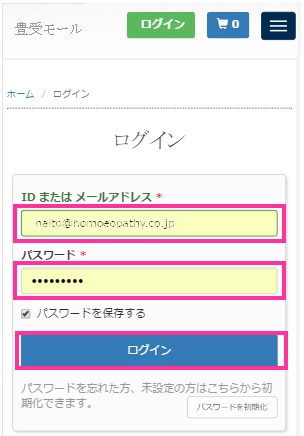 豊受モール
ログイン
0
ホーム / ログイン
ログイン
ID または メールアドレス *
naito@homoeopathy.co.jp
パスワード *
•••••••••
パスワードを保存する
ログイン
パスワードを忘れた方、未設定の方はこちらから初
期化できます。
パスワードを初期化